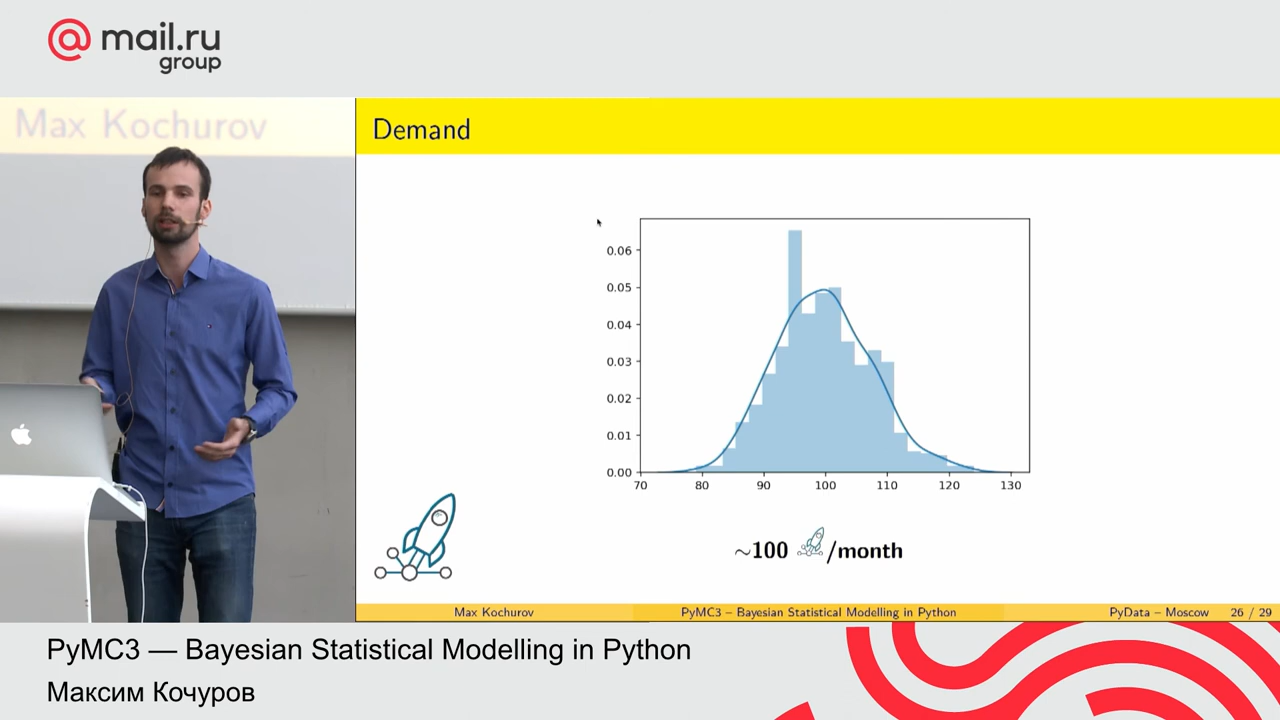 @ mail.ru
group
Max Kochurov
Demand
0.06
0.05
0.04
0.03
0.02
0.01
0.00
70 80 90 100 110 120 130
~100 /month
Max Kochurov PyMC3 – Bayesian Statistical Modelling in Python PyData – Moscow 26 / 29
PyMC3 — Bayesian Statistical Modelling in Python
Максим Кочуров